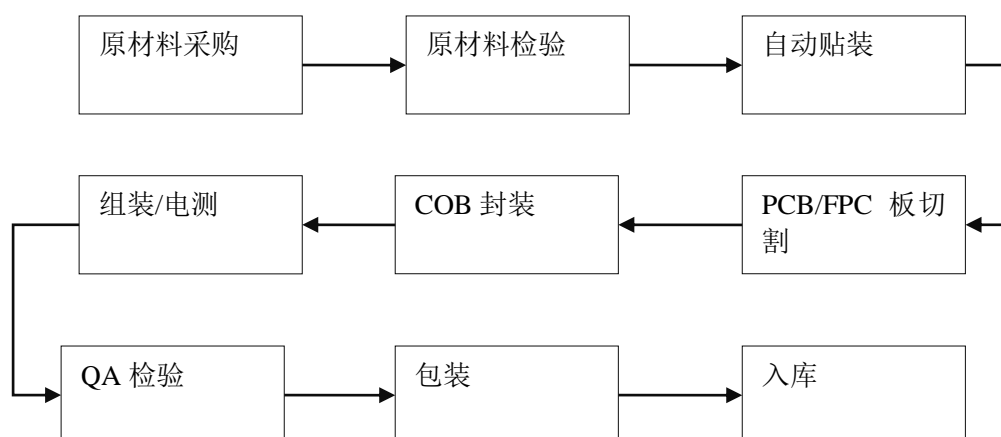 原材料采购
原材料检验
自动贴装
组装/电测
COB 封装
PCB/FPC 板切
割
QA 检验
包装
入库